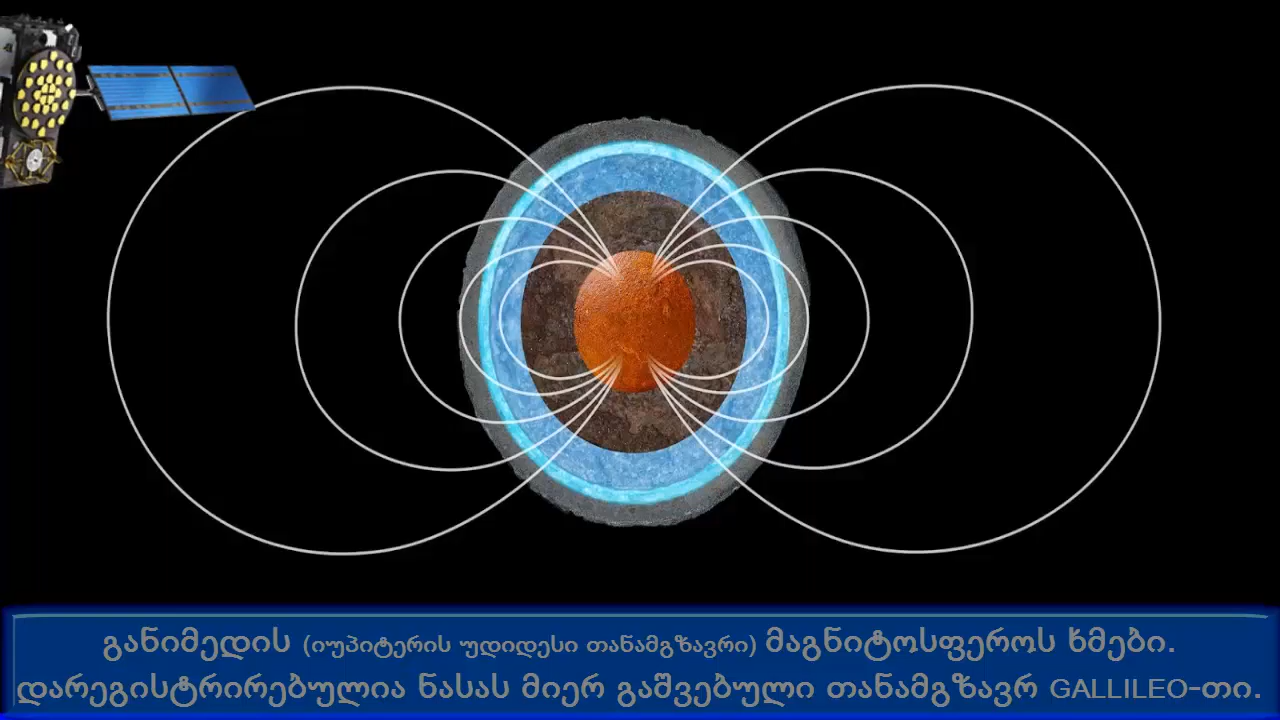 განიმედის (იუპიტერის უდიდესი თანამგზავრი) მაგნიტოსფეროს ხმები.
დარეგისტრირებულია ნასას მიერ გაშვებული თანამგზავრ GALLILEO-თი.